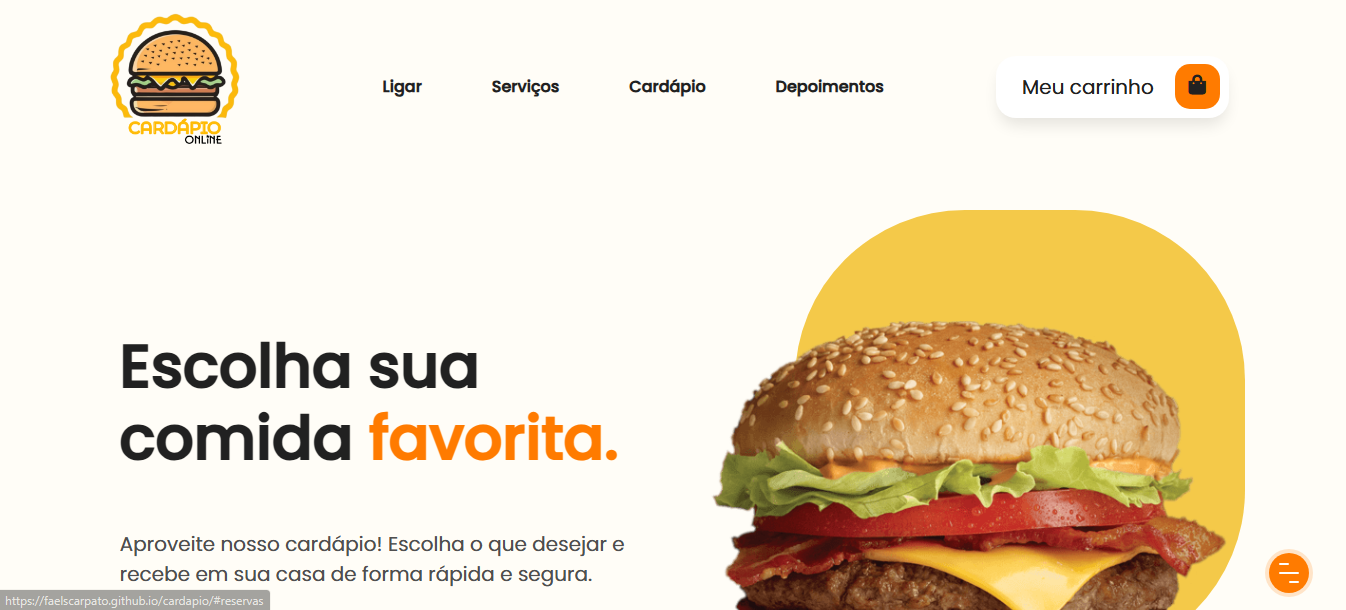 CARDÁPIO
ONLINE
Ligar
Serviços
Cardápio
Depoimentos
Meu carrinho
Escolha sua
comida favorita.
Aproveite nosso cardápio! Escolha o que desejar e
recebe em sua casa de forma rápida e segura.
https://faelscarpato.github.io/cardapio/#reservas